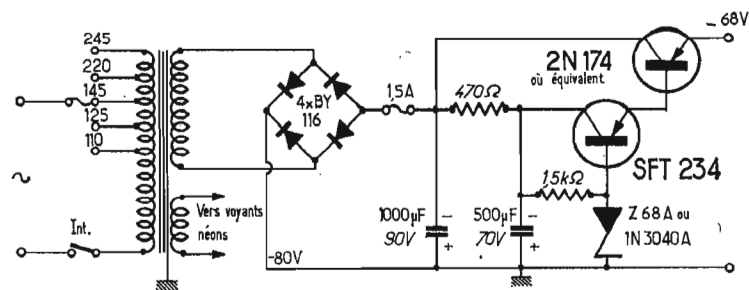 245
220
145
125
110
Int.
Vers voyants
néons
4xBY
116
-80V
1,5A
470Ω
1000µF
90V
-
+
500µF
70V
-
+
1,5kΩ
2N 174
où équivalent
SFT 234
Z 68 A ou
1N 3040 A
- 68V